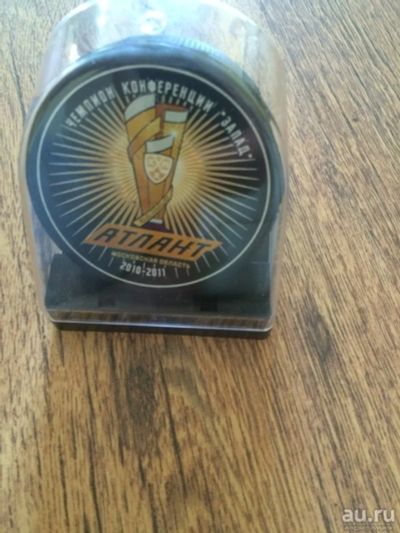 ЧЕМПИОН КОНФЕРЕНЦИИ "ЗАПАД"
АТЛАНТ
МОСКОВСКАЯ ОБЛАСТЬ
2010-2011
au.ru